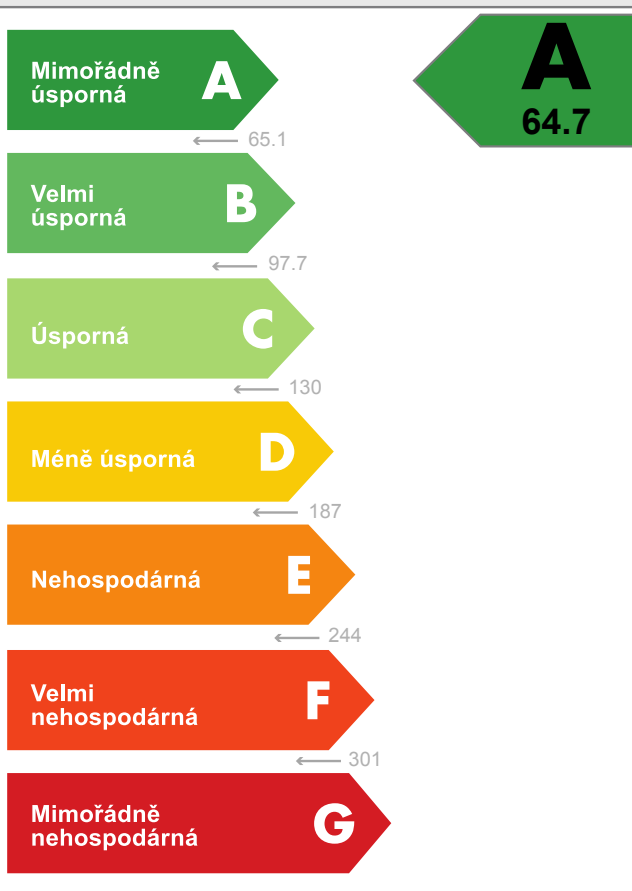 Mimořádně
úsporná
A
65.1
Velmi
úsporná
B
97.7
Úsporná
C
130
Méně úsporná
D
187
Nehospodárná
E
244
Velmi
nehospodárná
F
301
Mimořádně
nehospodárná
G
A
64.7